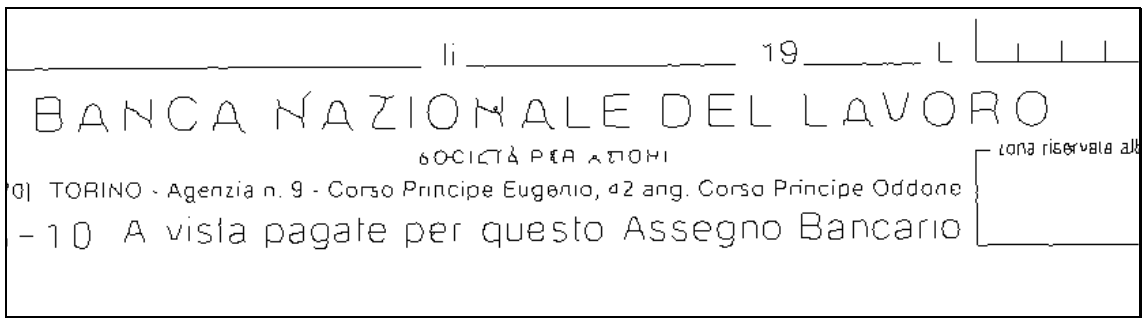 li 19 L
BANCA NAZIONALE DEL LAVORO
SOCIETÀ PER AZIONI
zona riservata
TORINO - Agenzia n. 9 - Corso Principe Eugenio, 42 ang. Corso Principe Oddone
-10 A vista pagate per questo Assegno Bancario